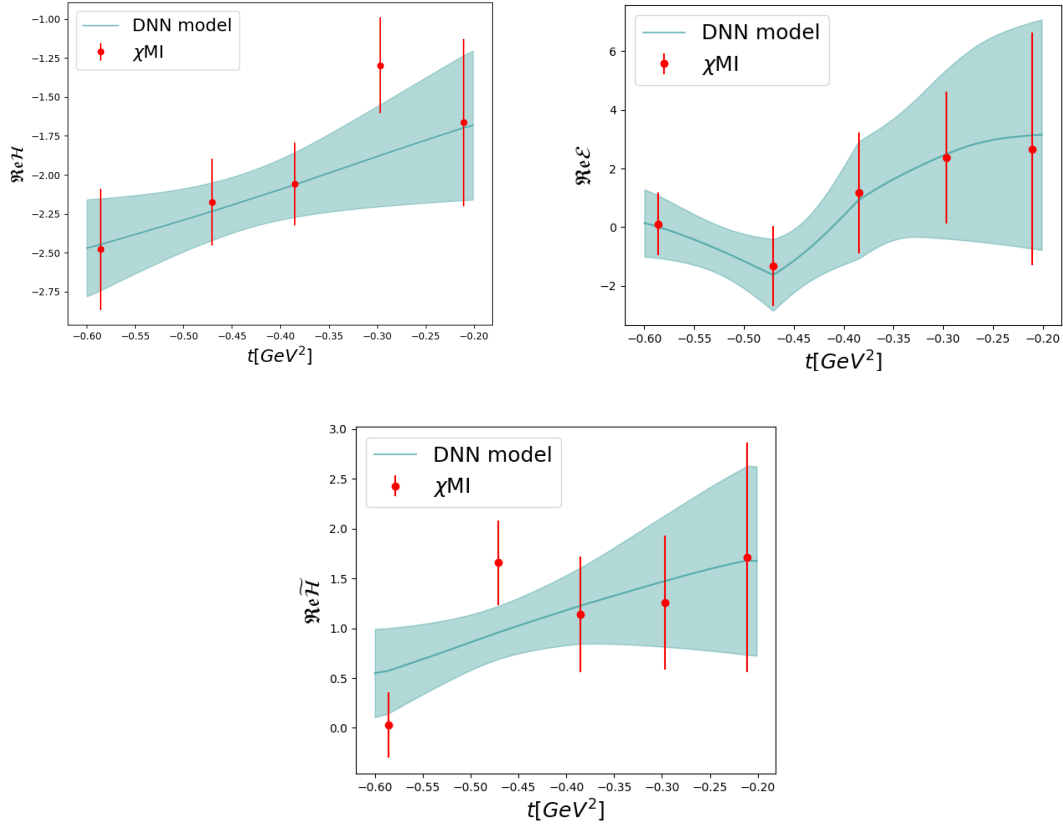 DNN model
χMI
ℜeℋ
−1.00
−1.25
−1.50
−1.75
−2.00
−2.25
−2.50
−2.75
−0.60 −0.55 −0.50 −0.45 −0.40 −0.35 −0.30 −0.25 −0.20
t[GeV²]
DNN model
χMI
ℜeℰ
6
4
2
0
−2
−0.60 −0.55 −0.50 −0.45 −0.40 −0.35 −0.30 −0.25 −0.20
t[GeV²]
DNN model
χMI
ℜeℋ̃
3.0
2.5
2.0
1.5
1.0
0.5
0.0
−0.60 −0.55 −0.50 −0.45 −0.40 −0.35 −0.30 −0.25 −0.20
t[GeV²]